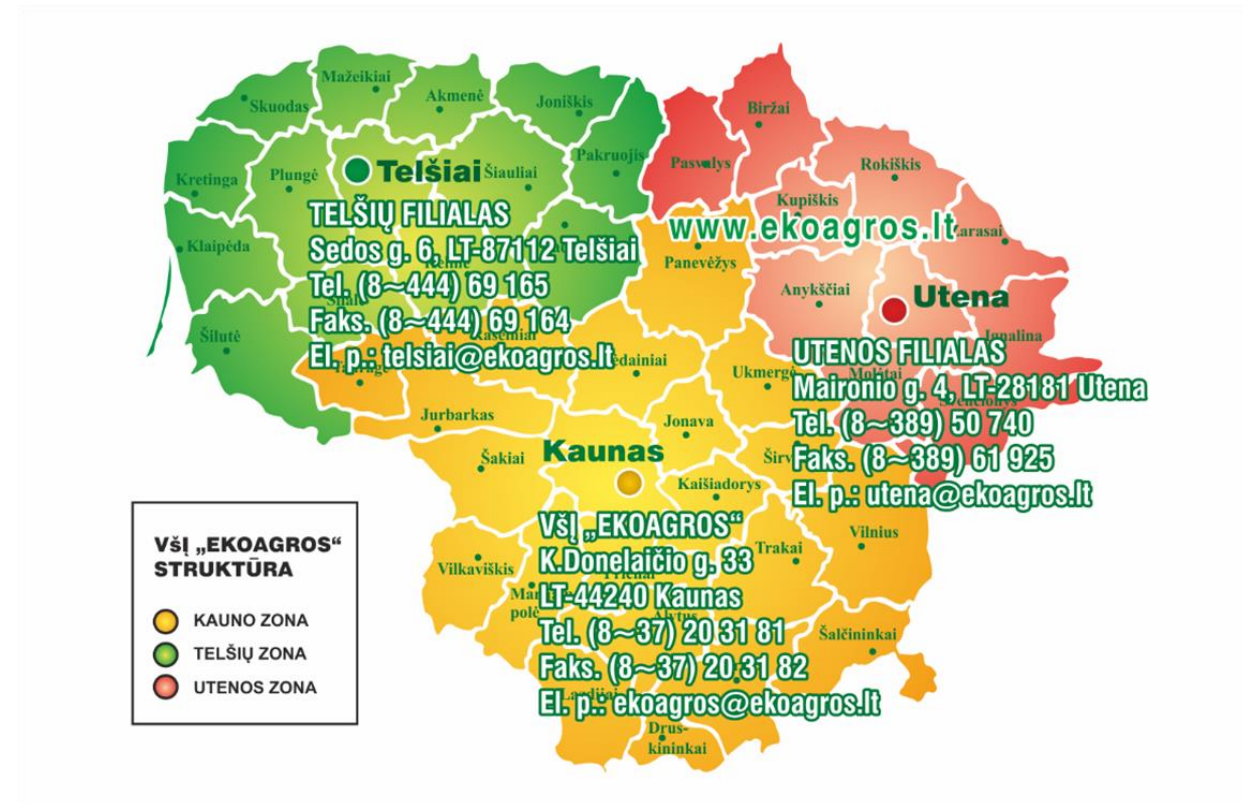 Mažeikiai
Skuodas
Akmenė
Joniškis
Biržai
Pakruojis
Pasvalys
Rokiškis
Kretinga
Plungė
Telšiai
Šiauliai
Kupiškis
TELŠIŲ FILIALAS
Sedos g. 6, LT-87112 Telšiai
Tel. (8~444) 69 165
Faks. (8~444) 69 164
El. p.: telsiai@ekoagros.lt
www.ekoagros.lt
Klaipėda
Panevėžys
Anykščiai
Utena
Šilutė
UTENOS FILIALAS
Maironio g. 4, LT-28181 Utena
Tel. (8~389) 50 740
Faks. (8~389) 61 925
El. p.: utena@ekoagros.lt
Ukmergė
Molėtai
Jurbarkas
Jonava
Šakiai
Kaunas
Kaišiadorys
VšĮ „EKOAGROS“
K.Donelaičio g. 33
LT-44240 Kaunas
Tel. (8~37) 20 31 81
Faks. (8~37) 20 31 82
El. p.: ekoagros@ekoagros.lt
Vilnius
Trakai
Vilkaviškis
Alytus
Šalčininkai
Lazdijai
Drus-
kininkai
VšĮ „EKOAGROS“
STRUKTŪRA
KAUNO ZONA
TELŠIŲ ZONA
UTENOS ZONA